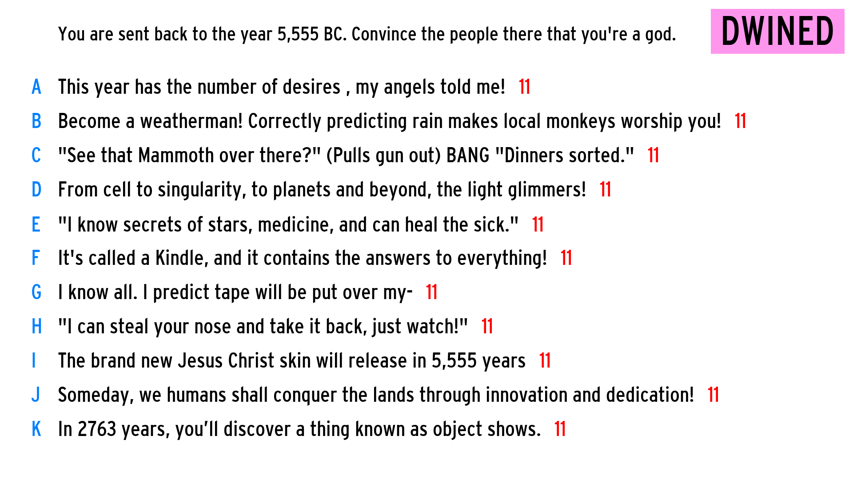 You are sent back to the year 5,555 BC. Convince the people there that you're a god.
DWINED
A This year has the number of desires , my angels told me! 11
B Become a weatherman! Correctly predicting rain makes local monkeys worship you! 11
C "See that Mammoth over there?" (Pulls gun out) BANG "Dinners sorted." 11
D From cell to singularity, to planets and beyond, the light glimmers! 11
E "I know secrets of stars, medicine, and can heal the sick." 11
F It's called a Kindle, and it contains the answers to everything! 11
G I know all. I predict tape will be put over my- 11
H "I can steal your nose and take it back, just watch!" 11
I The brand new Jesus Christ skin will release in 5,555 years 11
J Someday, we humans shall conquer the lands through innovation and dedication! 11
K In 2763 years, you’ll discover a thing known as object shows. 11